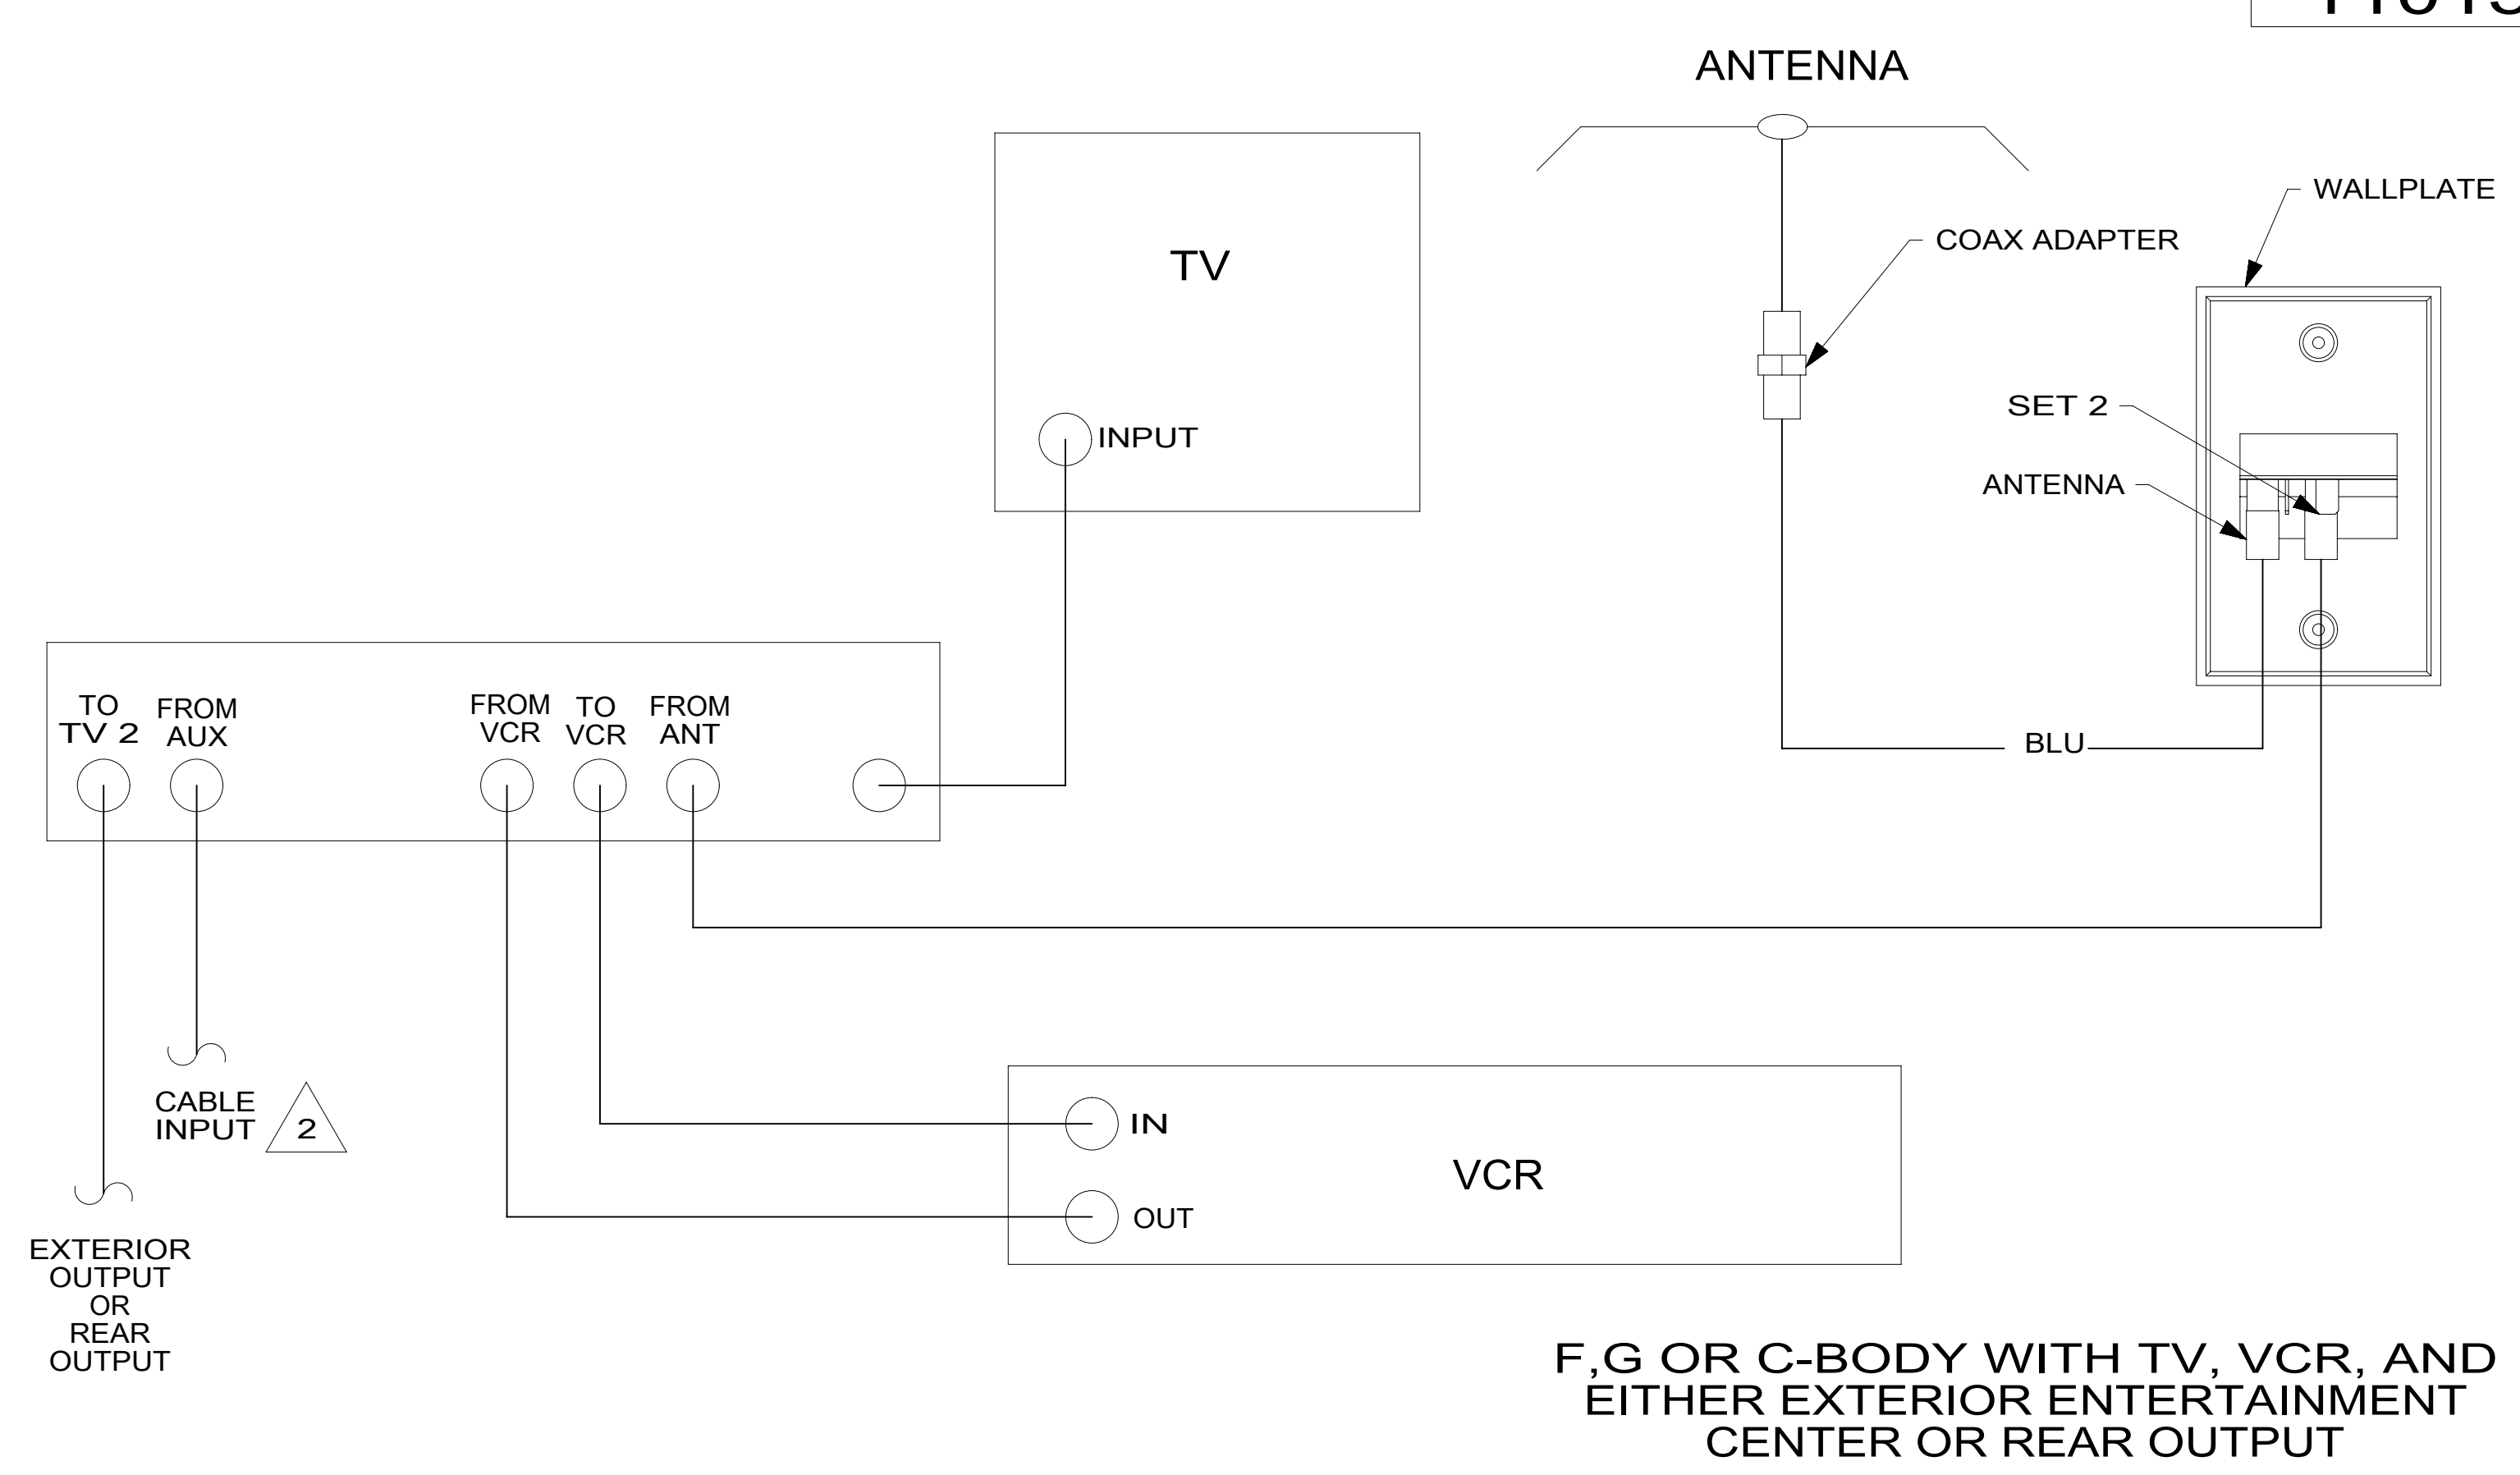 ANTENNA
WALLPLATE
COAX ADAPTER
TV
SET 2
INPUT
ANTENNA
TO
TV 2
FROM
AUX
FROM
VCR
TO
VCR
FROM
ANT
BLU
CABLE
INPUT
2
IN
VCR
OUT
EXTERIOR
OUTPUT
OR
REAR
OUTPUT
F,G OR C-BODY WITH TV, VCR, AND
EITHER EXTERIOR ENTERTAINMENT
CENTER OR REAR OUTPUT